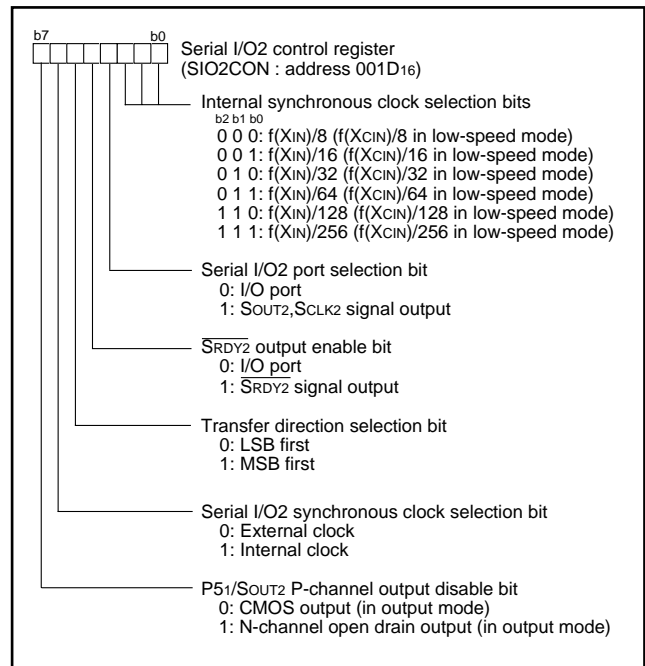 b7 b0
Serial I/O2 control register
(SIO2CON : address 001D16)
Internal synchronous clock selection bits
b2 b1 b0
0 0 0: f(XIN)/8 (f(XCIN)/8 in low-speed mode)
0 0 1: f(XIN)/16 (f(XCIN)/16 in low-speed mode)
0 1 0: f(XIN)/32 (f(XCIN)/32 in low-speed mode)
0 1 1: f(XIN)/64 (f(XCIN)/64 in low-speed mode)
1 1 0: f(XIN)/128 (f(XCIN)/128 in low-speed mode)
1 1 1: f(XIN)/256 (f(XCIN)/256 in low-speed mode)
Serial I/O2 port selection bit
0: I/O port
1: SOUT2,SCLK2 signal output
SRDY2 output enable bit
0: I/O port
1: SRDY2 signal output
Transfer direction selection bit
0: LSB first
1: MSB first
Serial I/O2 synchronous clock selection bit
0: External clock
1: Internal clock
P51/SOUT2 P-channel output disable bit
0: CMOS output (in output mode)
1: N-channel open drain output (in output mode)